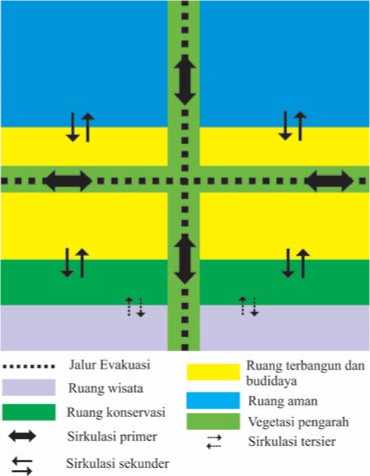 Jalur Evakuasi
Ruang wisata
Ruang konservasi
Sirkulasi primer
Sirkulasi sekunder
Ruang terbangun dan
budidaya
Ruang aman
Vegetasi pengarah
Sirkulasi tersier